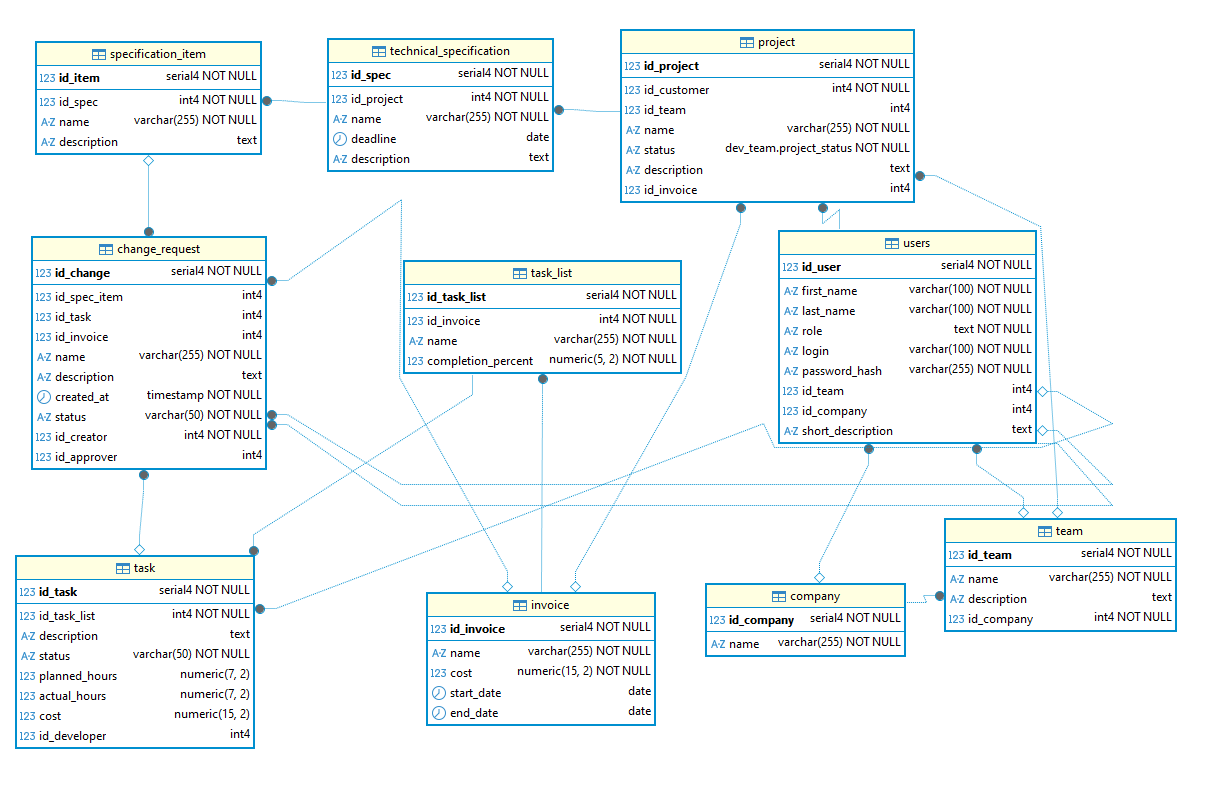 specification_item
123 id_item serial4 NOT NULL
123 id_spec int4 NOT NULL
A-Z name varchar(255) NOT NULL
A-Z description text
technical_specification
123 id_spec serial4 NOT NULL
123 id_project int4 NOT NULL
A-Z name varchar(255) NOT NULL
deadline date
A-Z description text
project
123 id_project serial4 NOT NULL
123 id_customer int4 NOT NULL
123 id_team int4
A-Z name varchar(255) NOT NULL
A-Z status dev_team.project_status NOT NULL
A-Z description text
123 id_invoice int4
change_request
123 id_change serial4 NOT NULL
123 id_spec_item int4
123 id_task int4
123 id_invoice int4
A-Z name varchar(255) NOT NULL
A-Z description text
created_at timestamp NOT NULL
A-Z status varchar(50) NOT NULL
123 id_creator int4 NOT NULL
123 id_approver int4
task_list
123 id_task_list serial4 NOT NULL
123 id_invoice int4 NOT NULL
A-Z name varchar(255) NOT NULL
123 completion_percent numeric(5, 2) NOT NULL
users
123 id_user serial4 NOT NULL
A-Z first_name varchar(100) NOT NULL
A-Z last_name varchar(100) NOT NULL
A-Z role text NOT NULL
A-Z login varchar(100) NOT NULL
A-Z password_hash varchar(255) NOT NULL
123 id_team int4
123 id_company int4
A-Z short_description text
task
123 id_task serial4 NOT NULL
123 id_task_list int4 NOT NULL
A-Z description text
A-Z status varchar(50) NOT NULL
123 planned_hours numeric(7, 2)
123 actual_hours numeric(7, 2)
123 cost numeric(15, 2)
123 id_developer int4
invoice
123 id_invoice serial4 NOT NULL
A-Z name varchar(255) NOT NULL
123 cost numeric(15, 2) NOT NULL
start_date date
end_date date
company
123 id_company serial4 NOT NULL
A-Z name varchar(255) NOT NULL
team
123 id_team serial4 NOT NULL
A-Z name varchar(255) NOT NULL
A-Z description text
123 id_company int4 NOT NULL